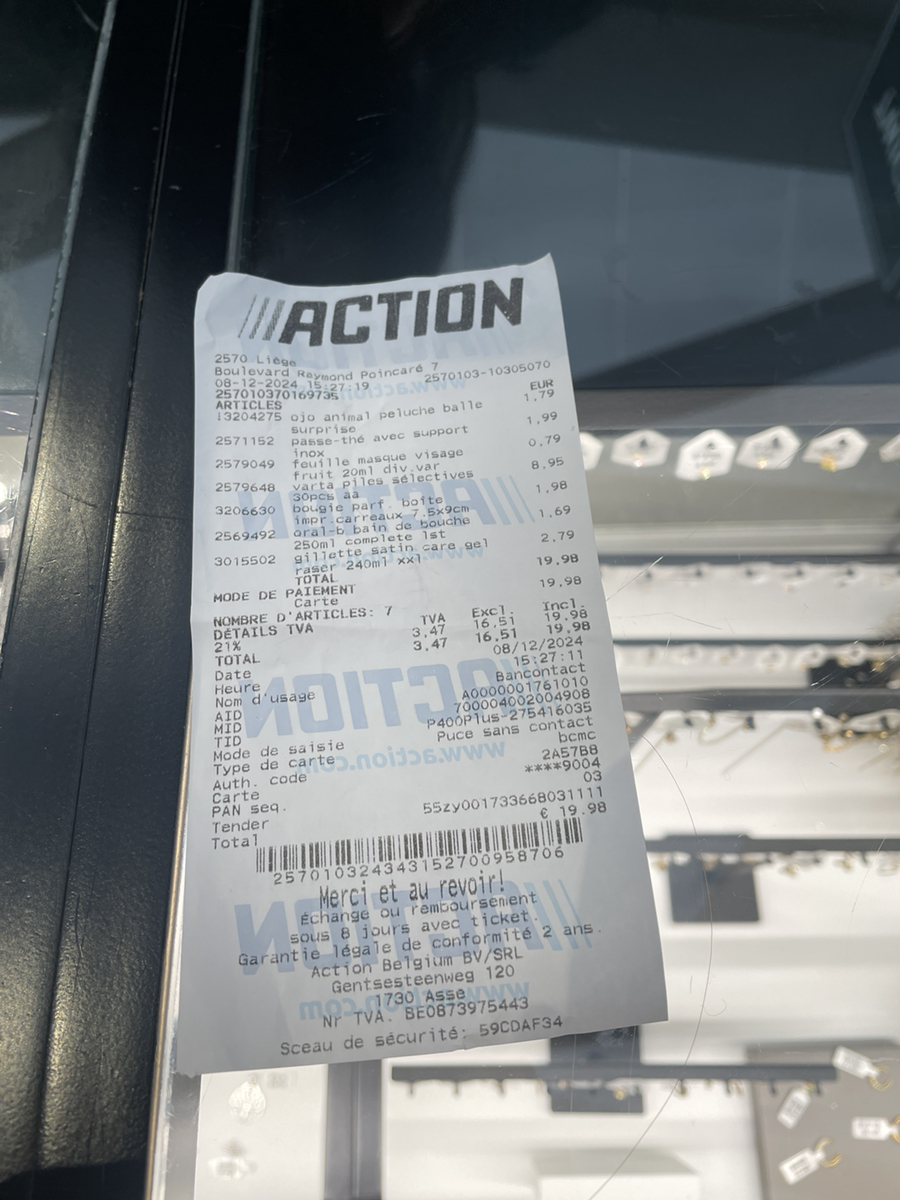 ACTION
2570 Liège
Boulevard Raymond Poincaré 7
08-12-2024 15:27:19 2570103-10305070
257010370169735 EUR
ARTICLES 1,79
!3204275 ojo animal peluche balle
surprise 1,99
2571152 passe-thé avec support
inox 0.79
2579049 feuille masque visage
fruit 20ml div.var 8,95
2579648 varta piles sélectives
30pcs aa 1,98
3206630 bougie parf. boîte
impr.carreaux 7.5x9cm 1,69
2569492 oral-b bain de bouche
250ml complete 1st 2.79
3015502 gillette satin care gel
raser 240ml xxl 19,98
TOTAL
MODE DE PAIEMENT 19,98
Carte
NOMBRE D'ARTICLES: 7
DÉTAILS TVA TVA Excl. Incl.
21% 3,47 16,51 19,98
TOTAL 3,47 16,51 19,98
Date 08/12/2024
Heure 15:27:11
Nom d'usage Bancontact
AID A0000001761010
MID 700004002004908
TID P400Plus-275416035
Mode de saisie Puce sans contact
Type de carte bcmc
Auth. code 2A57B8
Carte ****9004
PAN seq. 03
Tender 55zy001733668031111
Total € 19.98
257010324343152700958706
Merci et au revoir!
Échange ou remboursement
sous 8 jours avec ticket.
Garantie légale de conformité 2 ans.
Action Belgium BV/SRL
Gentsesteenweg 120
1730 Asse
Nr TVA. BE0873975443
Sceau de sécurité: 59CDAF34